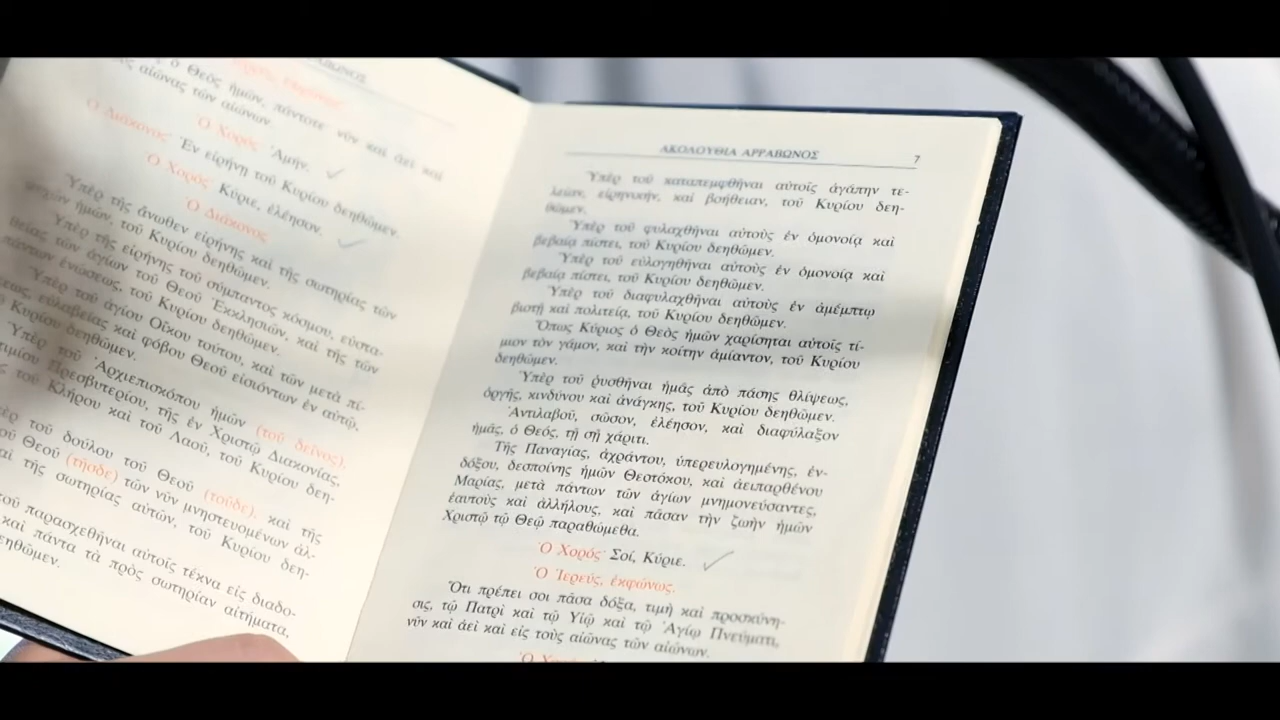 ΑΡΡΑΒΩΝΟΣ
ὁ Θεὸς ἡμῶν, πάντοτε νῦν καὶ ἀεὶ καὶ
αἰῶνας τῶν αἰώνων.
Ὁ Χορός· Ἀμήν.
Ὁ Διάκονος· Ἐν εἰρήνῃ τοῦ Κυρίου δεηθῶμεν.
Ὁ Χορός· Κύριε, ἐλέησον.
Ὁ Διάκονος
Ὑπὲρ τῆς ἄνωθεν εἰρήνης καὶ τῆς σωτηρίας τῶν
ἡμῶν, τοῦ Κυρίου δεηθῶμεν.
Ὑπὲρ τῆς εἰρήνης τοῦ σύμπαντος κόσμου, εὐστα-
θείας, τῶν ἁγίων τοῦ Θεοῦ Ἐκκλησιῶν, καὶ τῆς τῶν
πάντων ἑνώσεως, τοῦ Κυρίου δεηθῶμεν.
Ὑπὲρ τοῦ ἁγίου Οἴκου τούτου, καὶ τῶν μετὰ πί-
εὐλαβείας καὶ φόβου Θεοῦ εἰσιόντων ἐν αὐτῷ,
Κυρίου δεηθῶμεν.
Ὑπὲρ τοῦ Ἀρχιεπισκόπου ἡμῶν (τοῦ δεῖνος),
τιμίου Πρεσβυτερίου, τῆς ἐν Χριστῷ Διακονίας,
τοῦ Κλήρου καὶ τοῦ Λαοῦ, τοῦ Κυρίου δεη-
τοῦ δούλου τοῦ Θεοῦ (τοῦδε), καὶ τῆς
Θεοῦ (τῆσδε) τῶν νῦν μνηστευομένων ἀλ-
καὶ τῆς σωτηρίας αὐτῶν, τοῦ Κυρίου δεη-
τοῦ παρασχεθῆναι αὐτοῖς τέκνα εἰς διαδο-
καὶ πάντα τὰ πρὸς σωτηρίαν αἰτήματα,
δεηθῶμεν.
ΑΚΟΛΟΥΘΙΑ ΑΡΡΑΒΩΝΟΣ 7
Ὑπὲρ τοῦ καταπεμφθῆναι αὐτοῖς ἀγάπην τε-
λείαν, εἰρηνικήν, καὶ βοήθειαν, τοῦ Κυρίου δεη-
θῶμεν.
Ὑπὲρ τοῦ φυλαχθῆναι αὐτοὺς ἐν ὁμονοίᾳ καὶ
βεβαίᾳ πίστει, τοῦ Κυρίου δεηθῶμεν.
Ὑπὲρ τοῦ εὐλογηθῆναι αὐτοὺς ἐν ὁμονοίᾳ καὶ
βεβαίᾳ πίστει, τοῦ Κυρίου δεηθῶμεν.
Ὑπὲρ τοῦ διαφυλαχθῆναι αὐτοὺς ἐν ἀμέμπτῳ
βιοτῇ καὶ πολιτείᾳ, τοῦ Κυρίου δεηθῶμεν.
Ὅπως Κύριος ὁ Θεὸς ἡμῶν χαρίσηται αὐτοῖς τί-
μιον τὸν γάμον, καὶ τὴν κοίτην ἀμίαντον, τοῦ Κυρίου
δεηθῶμεν.
Ὑπὲρ τοῦ ῥυσθῆναι ἡμᾶς ἀπὸ πάσης θλίψεως,
ὀργῆς, κινδύνου καὶ ἀνάγκης, τοῦ Κυρίου δεηθῶμεν.
Ἀντιλαβοῦ, σῶσον, ἐλέησον, καὶ διαφύλαξον
ἡμᾶς, ὁ Θεός, τῇ σῇ χάριτι.
Τῆς Παναγίας, ἀχράντου, ὑπερευλογημένης, ἐν-
δόξου, δεσποίνης ἡμῶν Θεοτόκου, καὶ ἀειπαρθένου
Μαρίας, μετὰ πάντων τῶν ἁγίων μνημονεύσαντες,
ἑαυτοὺς καὶ ἀλλήλους, καὶ πᾶσαν τὴν ζωὴν ἡμῶν
Χριστῷ τῷ Θεῷ παραθώμεθα.
Ὁ Χορός· Σοί, Κύριε.
Ὁ Ἱερεύς, ἐκφώνως.
Ὅτι πρέπει σοι πᾶσα δόξα, τιμὴ καὶ προσκύνη-
σις, τῷ Πατρὶ καὶ τῷ Υἱῷ καὶ τῷ Ἁγίῳ Πνεύματι,
νῦν καὶ ἀεὶ καὶ εἰς τοὺς αἰῶνας τῶν αἰώνων.
Ὁ Χορός